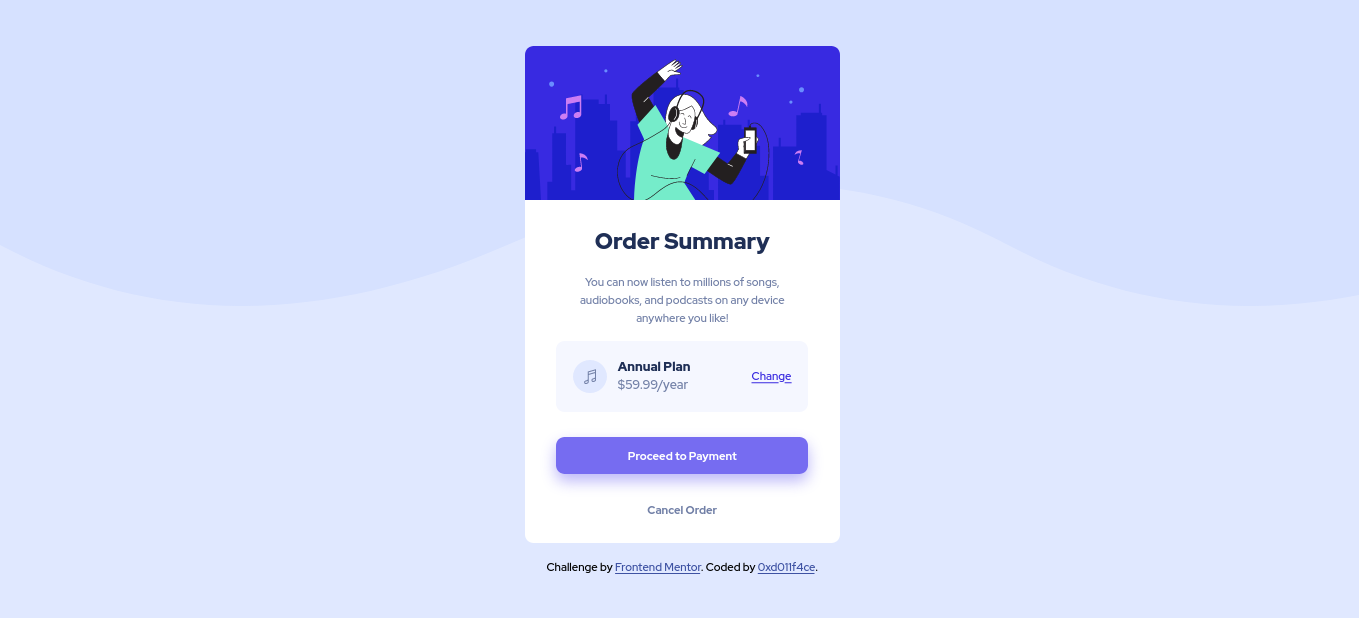 Order Summary
You can now listen to millions of songs,
audiobooks, and podcasts on any device
anywhere you like!
Annual Plan
$59.99/year
Change
Proceed to Payment
Cancel Order
Challenge by Frontend Mentor. Coded by 0xd011f4ce.